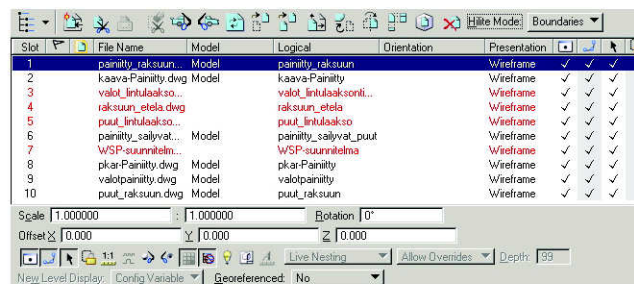 Hilite Mode: Boundaries
Slot File Name Model Logical Orientation Presentation
1 painiitty_raksuun... Model painiitty_raksuun Wireframe
2 kaava-Painiitty.dwg Model kaava-Painiitty Wireframe
3 valot_lintulaakso... valot_lintulaaksonti... Wireframe
4 raksuun_etela.dwg raksuun_etela Wireframe
5 puut_lintulaakso... puut_lintulaakso Wireframe
6 painiitty_sailyvat... Model painiitty_sailyvat_puut Wireframe
7 WSP-suunnitelm... WSP-suunnitelma Wireframe
8 pkar-Painiitty.dwg Model pkar-Painiitty Wireframe
9 valotpainiitty.dwg Model valotpainiitty Wireframe
10 puut_raksuun.dwg Model puut_raksuun Wireframe
Scale 1.000000 : 1.000000 Rotation 0°
Offset X 0.000 Y 0.000 Z 0.000
1:1 Live Nesting Allow Overrides Depth: 99
New Level Display: Config Variable Georeferenced: No